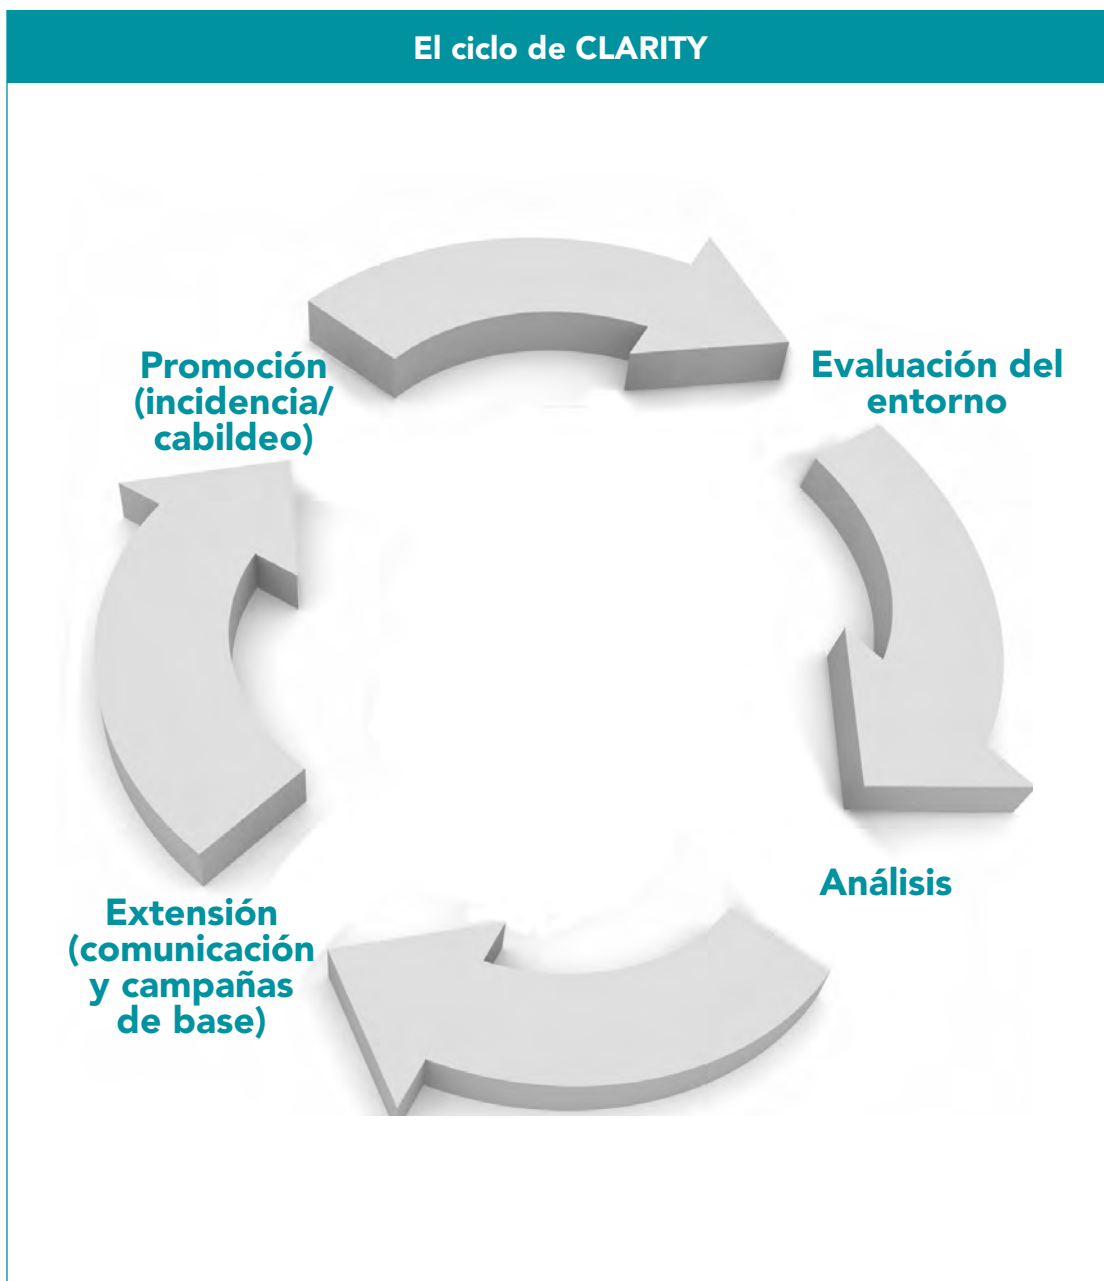 El ciclo de CLARITY
Promoción
(incidencia/
cabildeo)
Evaluación del
entorno
Análisis
Extensión
(comunicación
y campañas
de base)